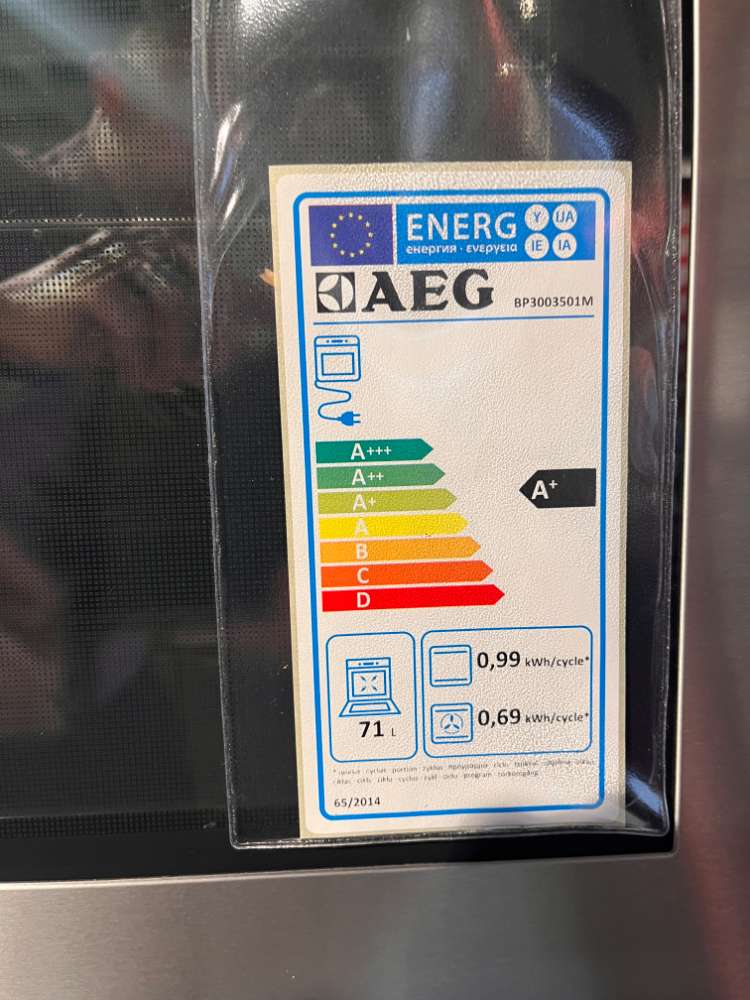 ENERG Y IJA
енергия · ενεργεια IE IA
AEG BP3003501M
A+++
A++
A+
A
B
C
D
A+
71 L
0,99 kWh/cycle*
0,69 kWh/cycle*
65/2014